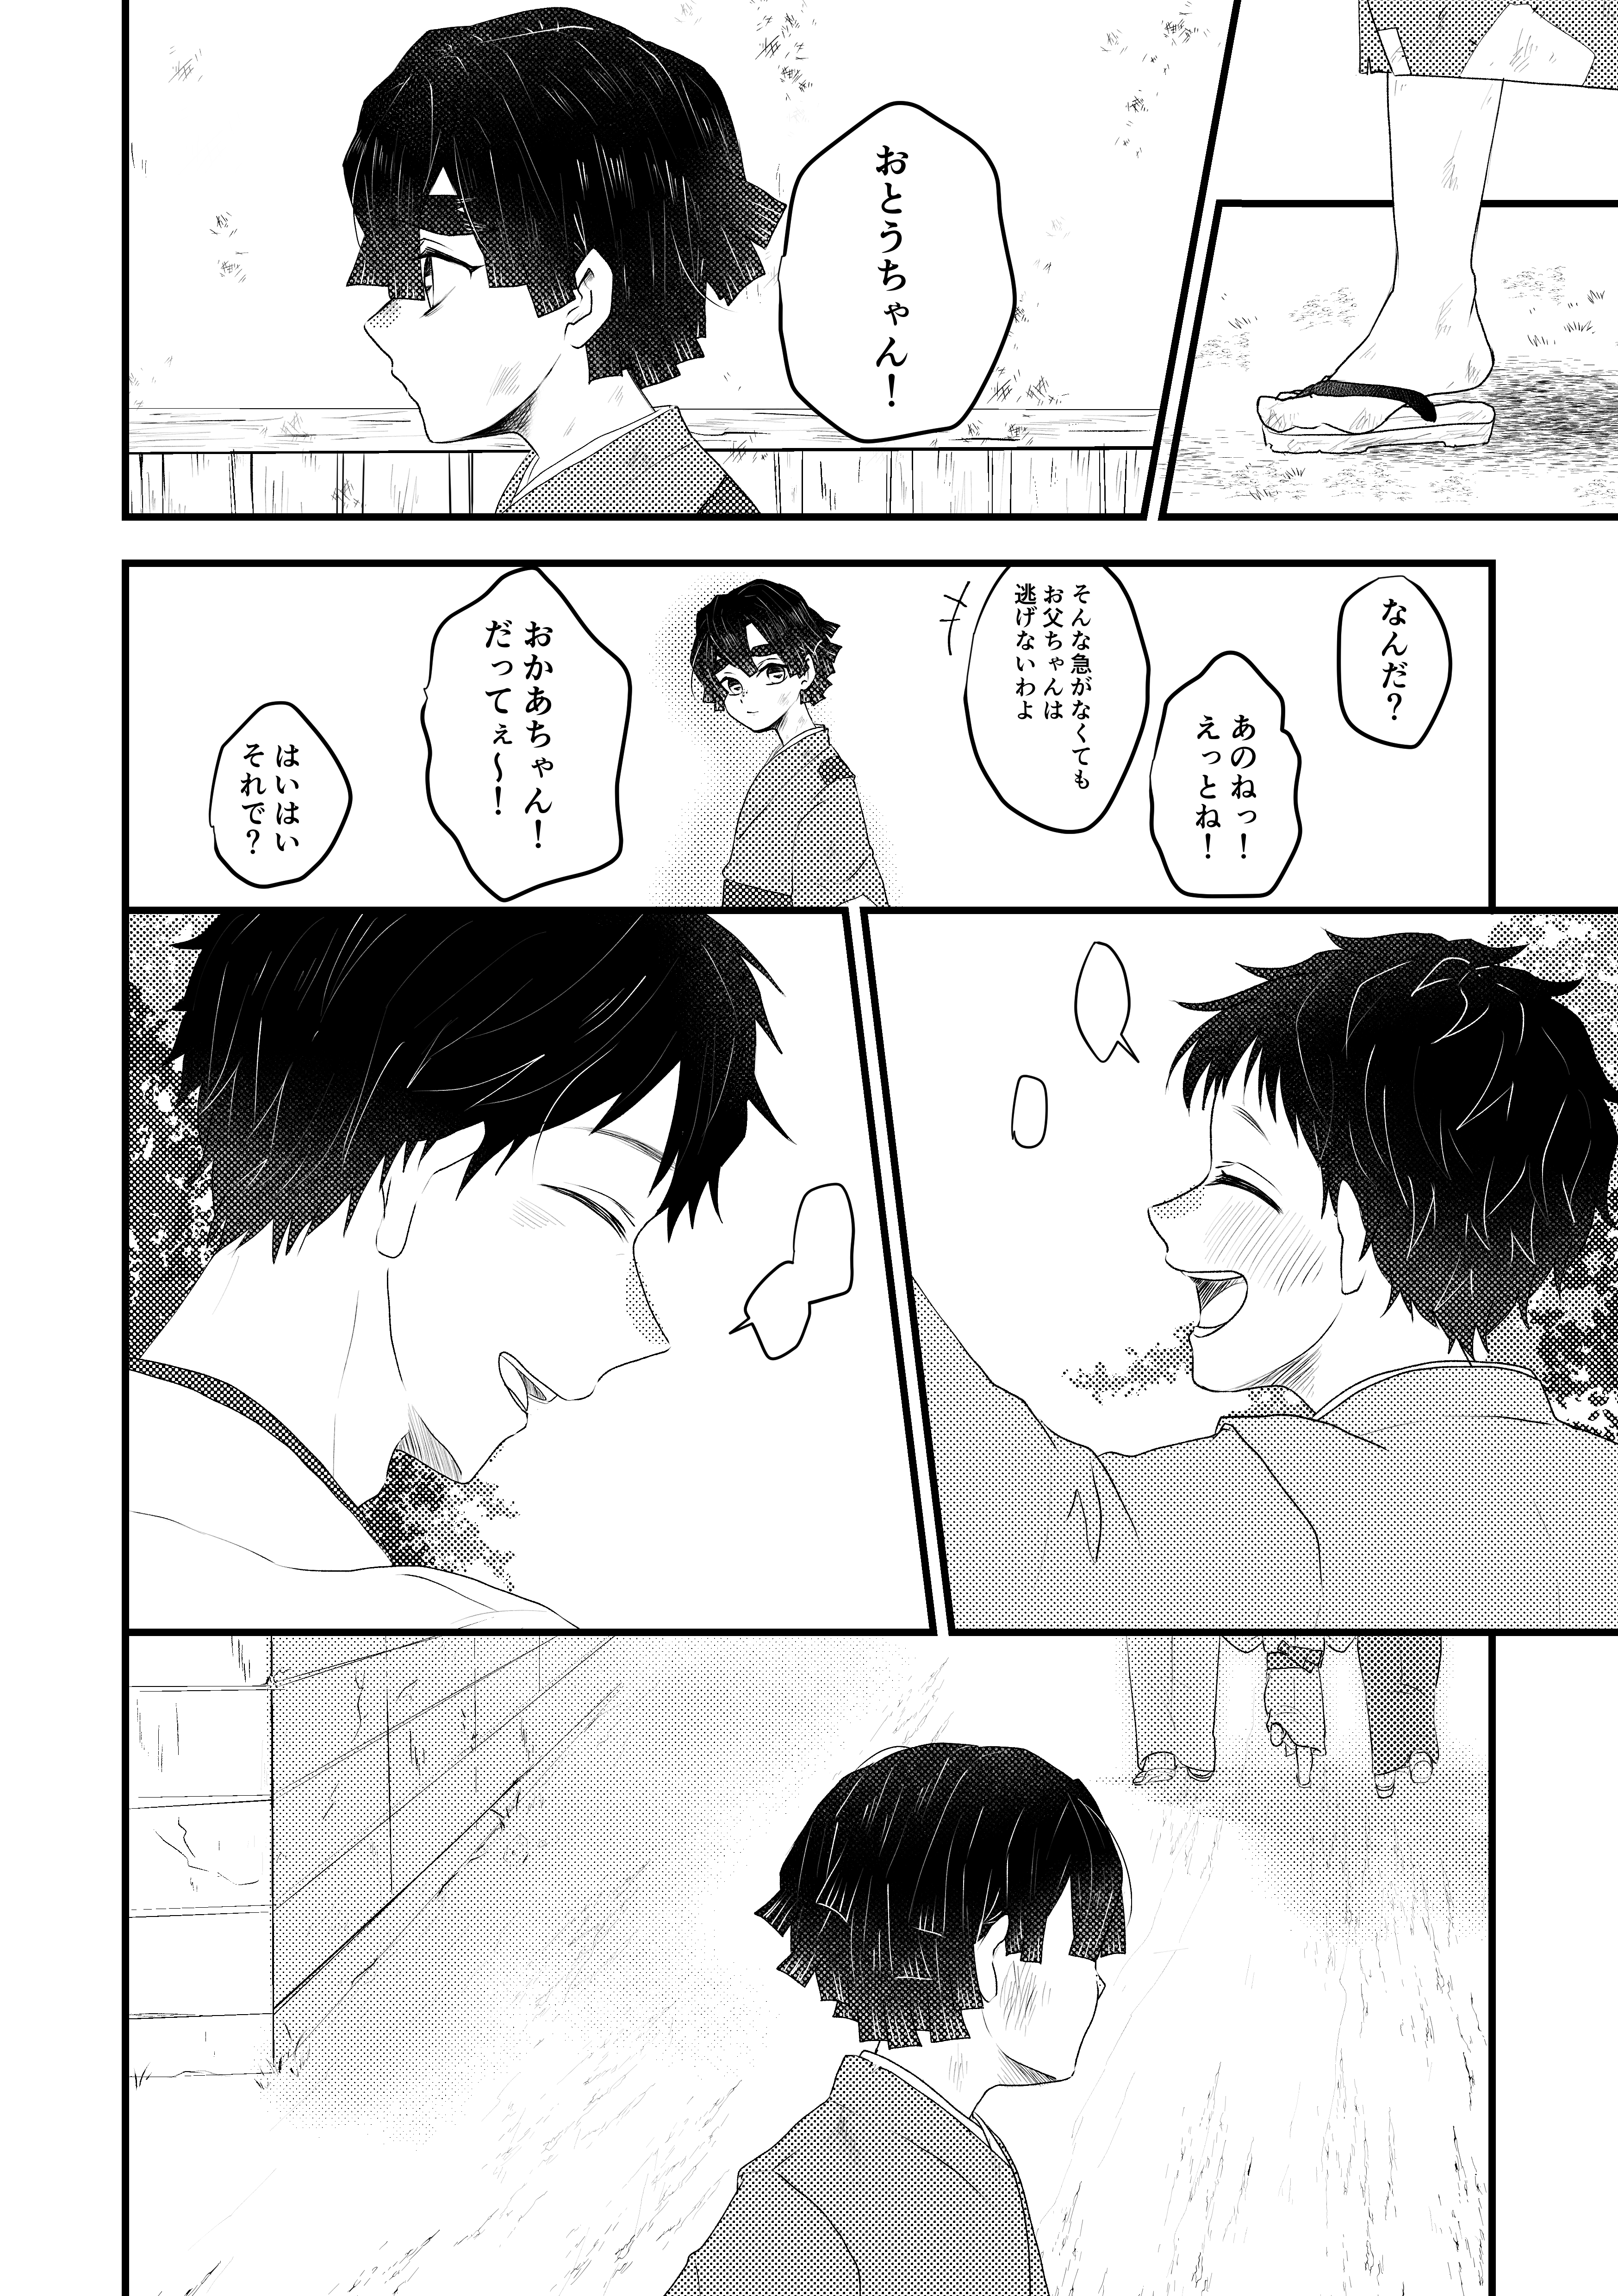 おとうちゃん！
なんだ？
あのねっ！
えっとね！
そんな急がなくても
お父ちゃんは
逃げないわよ
おかあちゃん！
だってぇ〜！
はいはい
それで？